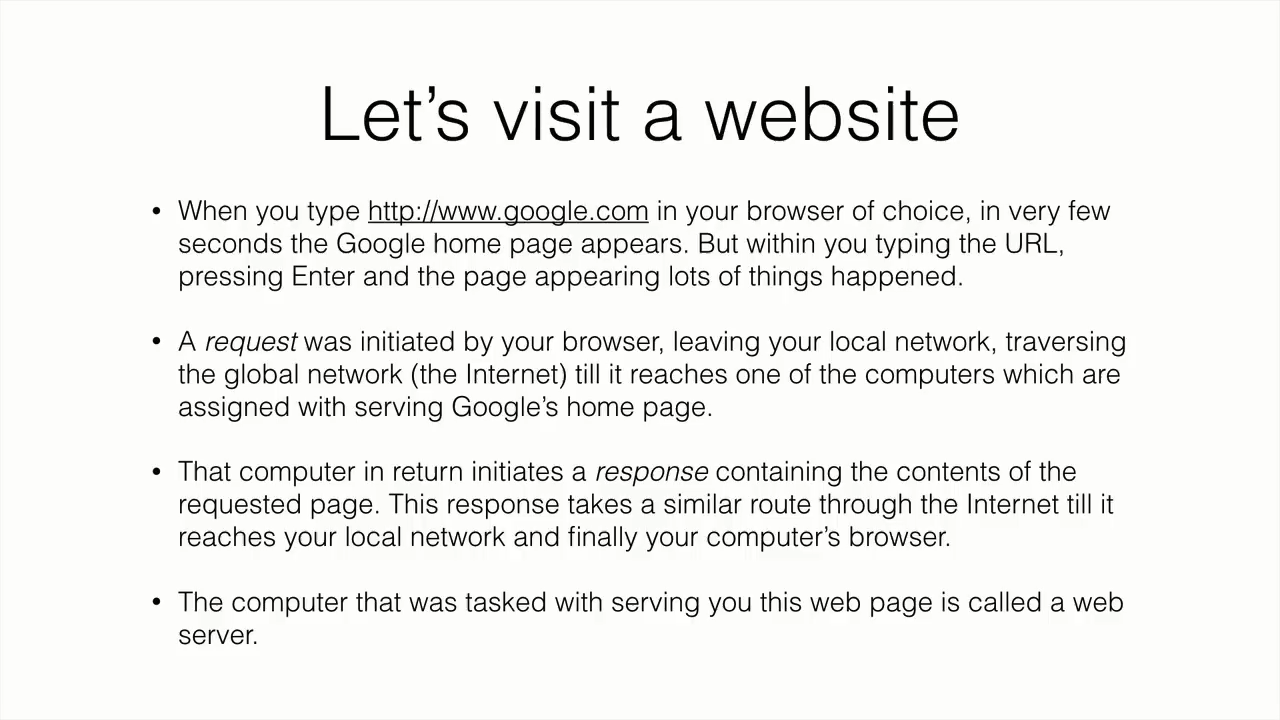 Let’s visit a website
• When you type http://www.google.com in your browser of choice, in very few
seconds the Google home page appears. But within you typing the URL,
pressing Enter and the page appearing lots of things happened.
• A request was initiated by your browser, leaving your local network, traversing
the global network (the Internet) till it reaches one of the computers which are
assigned with serving Google’s home page.
• That computer in return initiates a response containing the contents of the
requested page. This response takes a similar route through the Internet till it
reaches your local network and finally your computer’s browser.
• The computer that was tasked with serving you this web page is called a web
server.